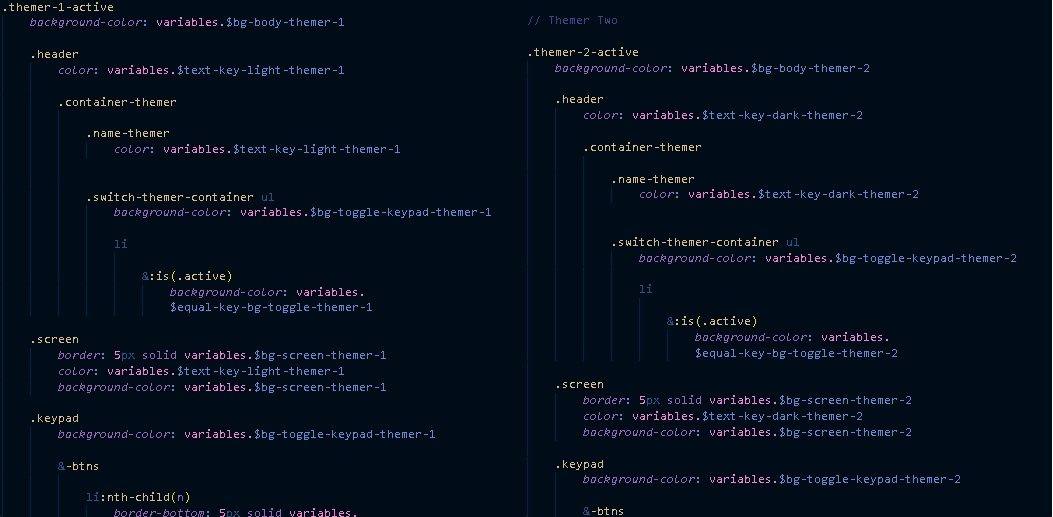 .themer-1-active
background-color: variables.$bg-body-themer-1
.header
color: variables.$text-key-light-themer-1
.container-themer
.name-themer
color: variables.$text-key-light-themer-1
.switch-themer-container ul
background-color: variables.$bg-toggle-keypad-themer-1
li
&:is(.active)
background-color: variables.
$equal-key-bg-toggle-themer-1
.screen
border: 5px solid variables.$bg-screen-themer-1
color: variables.$text-key-light-themer-1
background-color: variables.$bg-screen-themer-1
.keypad
background-color: variables.$bg-toggle-keypad-themer-1
&-btns
li:nth-child(n)
border-bottom: 5px solid variables.
// Themer Two
.themer-2-active
background-color: variables.$bg-body-themer-2
.header
color: variables.$text-key-dark-themer-2
.container-themer
.name-themer
color: variables.$text-key-dark-themer-2
.switch-themer-container ul
background-color: variables.$bg-toggle-keypad-themer-2
li
&:is(.active)
background-color: variables.
$equal-key-bg-toggle-themer-2
.screen
border: 5px solid variables.$bg-screen-themer-2
color: variables.$text-key-dark-themer-2
background-color: variables.$bg-screen-themer-2
.keypad
background-color: variables.$bg-toggle-keypad-themer-2
&-btns